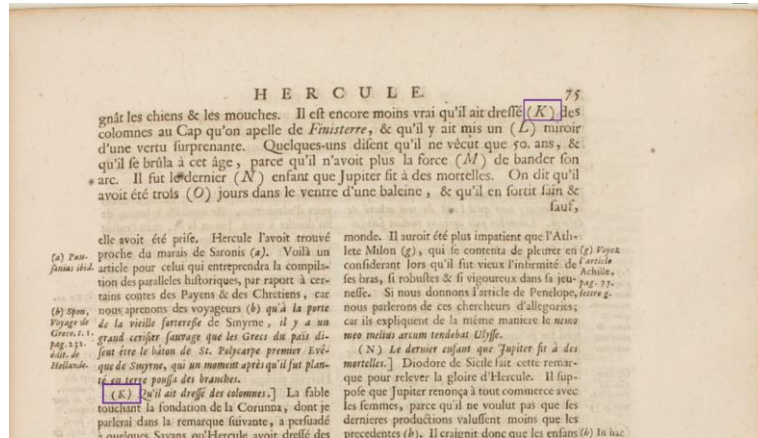 HERCULE. 75
gnât les chiens & les mouches. Il est encore moins vrai qu'il ait dressé (K) des
colomnes au Cap qu'on apelle de Finisterre, & qu'il y ait mis un (L) miroir
d'une vertu surprenante. Quelques-uns disent qu'il ne vêcut que 50. ans, &
qu'il se brûla à cet âge, parce qu'il n'avoit plus la force (M) de bander son
arc. Il fut le dernier (N) enfant que Jupiter fit à des mortelles. On dit qu'il
avoit été trois (O) jours dans le ventre d'une baleine, & qu'il en sortit sain &
sauf,
elle avoit été prise. Hercule l'avoit trouvé
proche du marais de Saronis (a). Voilà un
article pour celui qui entreprendra la compila-
tion des paralleles historiques, par raport à cer-
tains contes des Payens & des Chretiens, car
nous aprenons des voyageurs (b) qu'à la porte
de la vieille forteresse de Smyrne, il y a un
grand cerisier sauvage que les Grecs du païs di-
sent être le bâton de St. Polycarpe premier Evê-
que de Smyrne, qui un moment après qu'il fut plan-
té en terre poussa des branches.
(K) Qu'il ait dressé des colomnes.] La fable
touchant la fondation de la Corunna, dont je
parlerai dans la remarque suivante, a persuadé
à quelques Savans qu'Hercule avoit dressé des
(a) Pau-
sanias ibid.
(b) Spon,
Voyage de
Grece, t. 1.
pag. 232.
édit. de
Hollande.
monde. Il auroit été plus impatient que l'Ath-
lete Milon (g), qui se contenta de pleurer en
considerant lors qu'il fut vieux l'infirmité de
ses bras, si robustes & si vigoureux dans sa jeu-
nesse. Si nous donnons l'article de Penelope,
nous parlerons de ces chercheurs d'allegories;
car ils expliquent de la même maniere le nemo
meo melius arcum tendebat Ulysse.
(N) Le dernier enfant que Jupiter fit à des
mortelles.] Diodore de Sicile fait cette remar-
que pour relever la gloire d'Hercule. Il sup-
pose que Jupiter renonça à tout commerce avec
les femmes, parce qu'il ne voulut pas que ses
dernieres productions valussent moins que les
precedentes (h). Il craignit donc que les enfans
(g) Voyez
l'article
Achille,
pag. 77.
lettre g.
(h) In hac